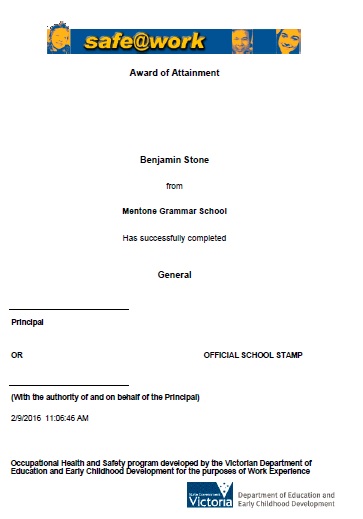 safe@work
Award of Attainment
Benjamin Stone
from
Mentone Grammar School
Has successfully completed
General
Principal
OR OFFICIAL SCHOOL STAMP
(With the authority of and on behalf of the Principal)
2/9/2016 11:06:46 AM
Occupational Health and Safety program developed by the Victorian Department of
Education and Early Childhood Development for the purposes of Work Experience
Victoria
Department of Education and
Early Childhood Development